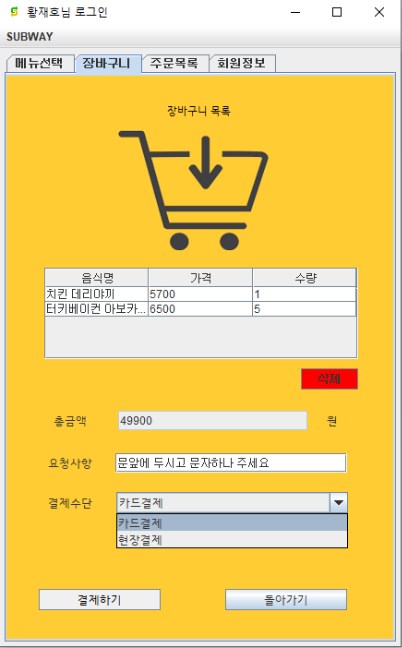 황재호님 로그인
SUBWAY
메뉴선택 장바구니 주문목록 회원정보
장바구니 목록
음식명 가격 수량
치킨 데리야끼 5700 1
터키베이컨 아보카... 6500 5
삭제
총금액 49900 원
요청사항 문앞에 두시고 문자하나 주세요
결제수단 카드결제
카드결제
현장결제
결제하기 돌아가기